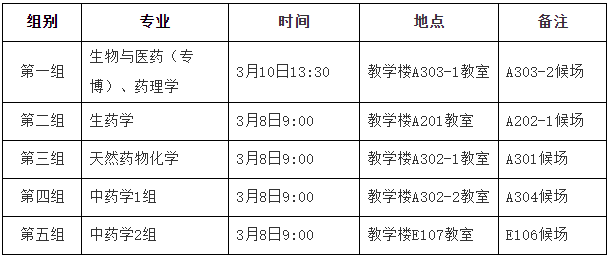 组别 专业 时间 地点 备注
第一组 生物与医药（专博）、药理学 3月10日13:30 教学楼A303-1教室 A303-2候场
第二组 生药学 3月8日9:00 教学楼A201教室 A202-1候场
第三组 天然药物化学 3月8日9:00 教学楼A302-1教室 A301候场
第四组 中药学1组 3月8日9:00 教学楼A302-2教室 A304候场
第五组 中药学2组 3月8日9:00 教学楼E107教室 E106候场